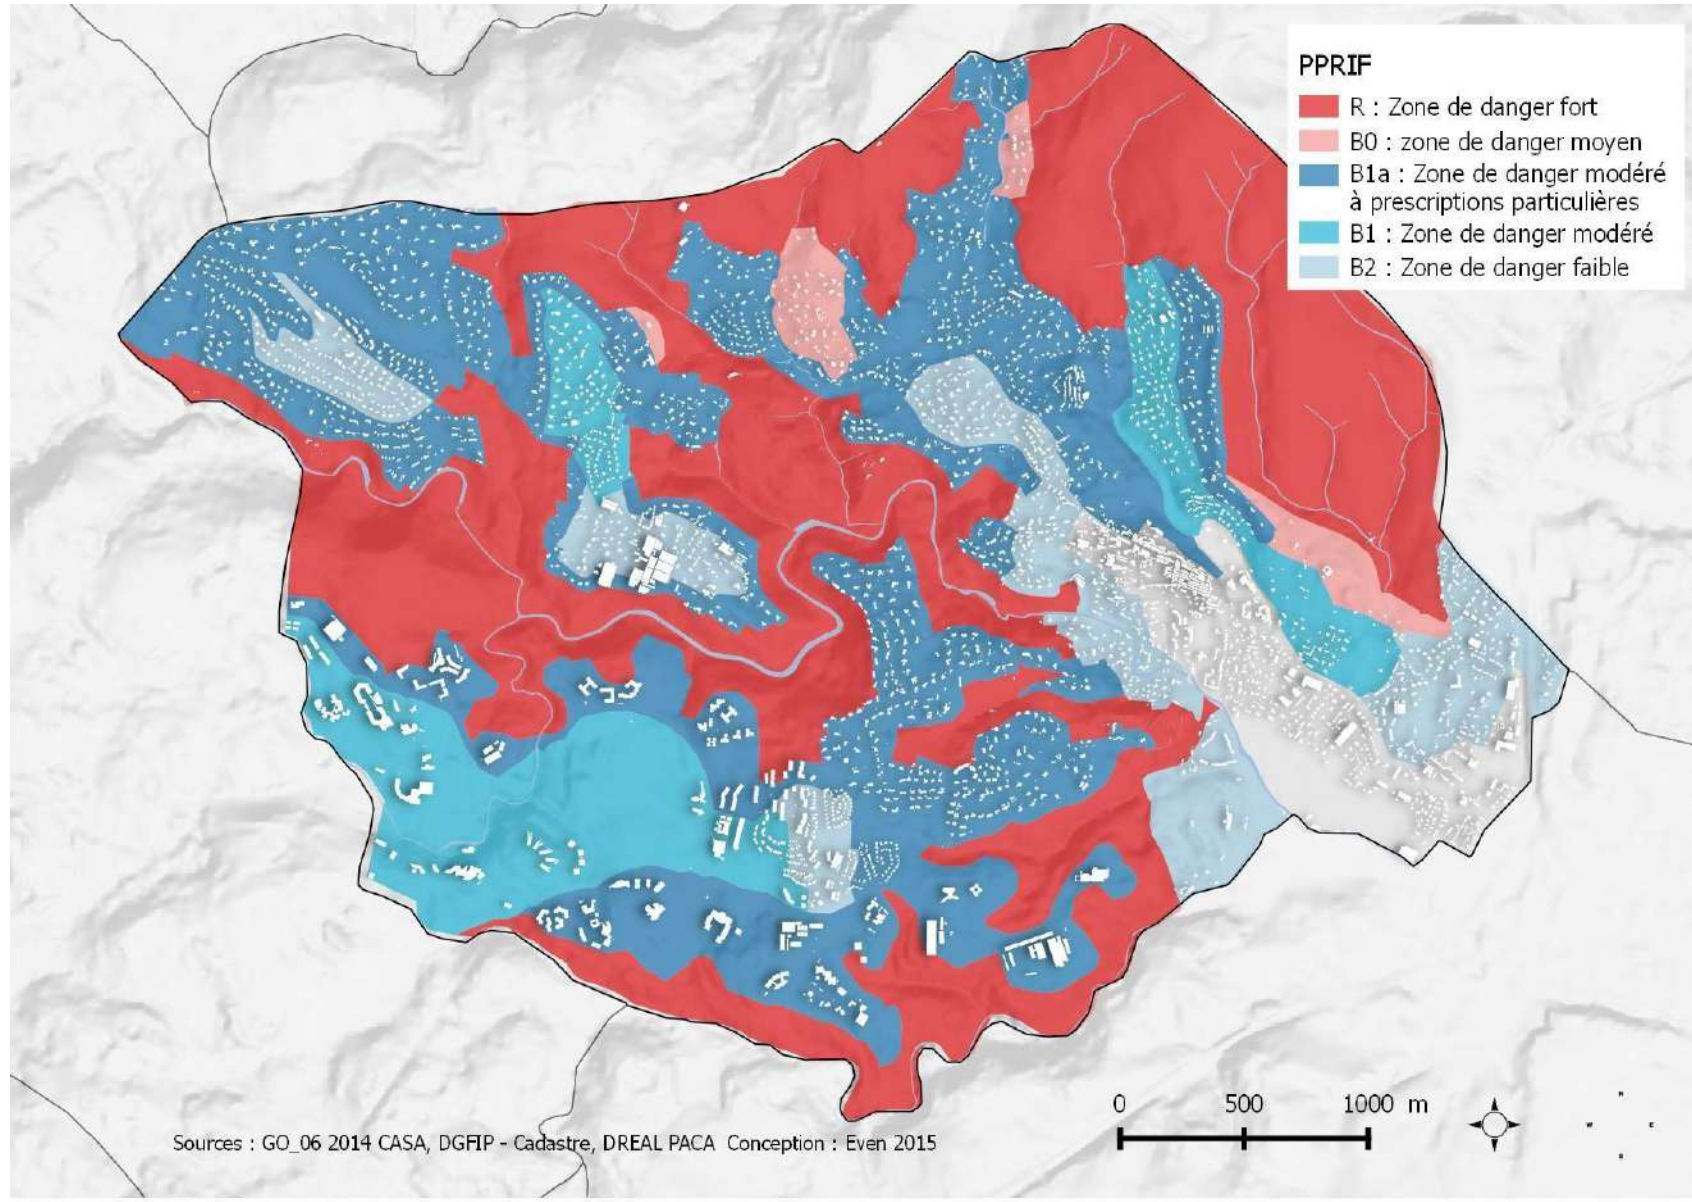 PPRIF
R : Zone de danger fort
B0 : zone de danger moyen
B1a : Zone de danger modéré
à prescriptions particulières
B1 : Zone de danger modéré
B2 : Zone de danger faible
0 500 1000 m
Sources : GO_06 2014 CASA, DGFIP - Cadastre, DREAL PACA Conception : Even 2015